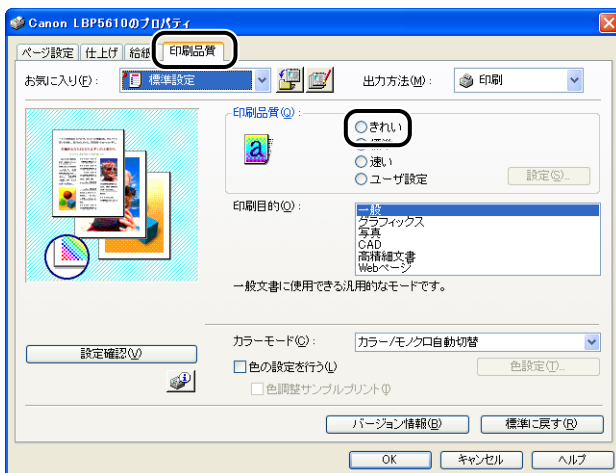 Canon LBP5610のプロパティ
ページ設定 仕上げ 給紙 印刷品質
お気に入り(F): 標準設定 出力方法(M): 印刷
印刷品質(Q):
きれい
速い
ユーザ設定 設定(S)...
印刷目的(O): 一般
グラフィックス
写真
CAD
高精細文書
Webページ
一般文書に使用できる汎用的なモードです。
カラーモード(C): カラー/モノクロ自動切替
設定確認(V)
色の設定を行う(L) 色設定(T)...
色調整サンプルプリント(I)
バージョン情報(B) 標準に戻す(R)
OK キャンセル ヘルプ